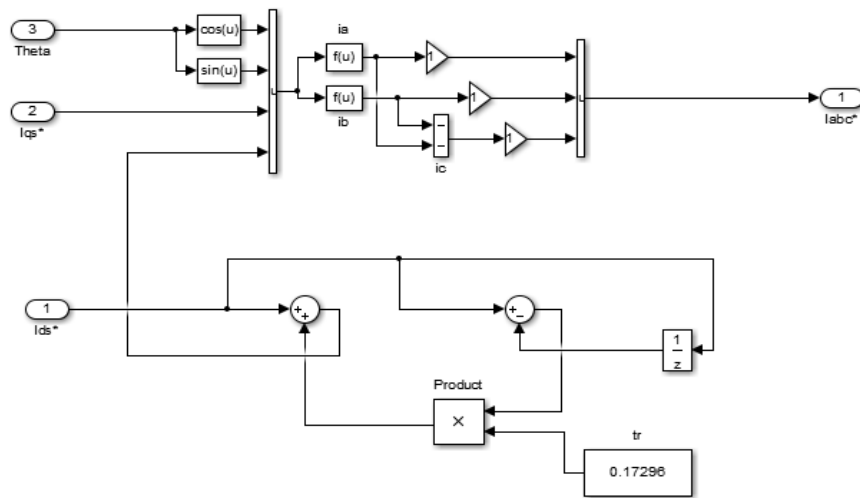 3
Theta
cos(u)
sin(u)
2
Iqs*
u
ia
f(u)
f(u)
ib
1
1
1
−
−
ic
u
1
Iabc*
1
Ids*
+
+
+
−
1
z
Product
×
tr
0.17296